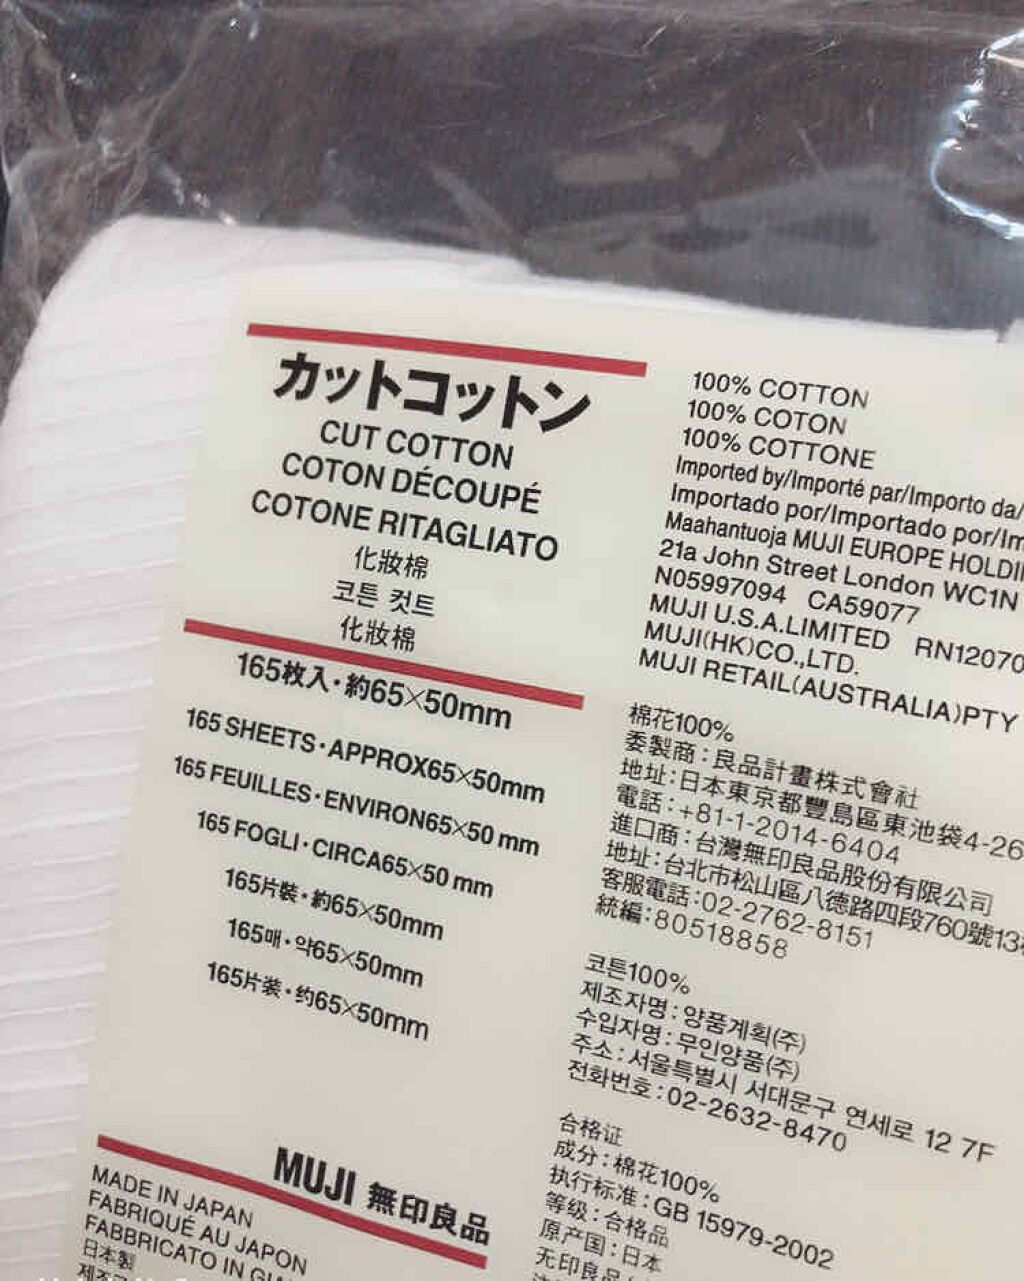 カットコットン
CUT COTTON
COTON DÉCOUPÉ
COTONE RITAGLIATO
化妝棉
코튼 컷트
化妝棉
165枚入・約65×50mm
165 SHEETS・APPROX65×50mm
165 FEUILLES・ENVIRON65×50 mm
165 FOGLI・CIRCA65×50 mm
165片裝・約65×50mm
165매・약65×50mm
165片装・约65×50mm
MUJI 無印良品
MADE IN JAPAN
FABRIQUÉ AU JAPON
FABBRICATO IN
日本製
100% COTTON
100% COTON
100% COTTONE
Imported by/Importé par/Importo da/
Importado por/Importado por/
Maahantuoja MUJI EUROPE
21a John Street London WC1N
N05997094 CA59077
MUJI U.S.A.LIMITED RN12070
MUJI(HK)CO.,LTD.
MUJI RETAIL(AUSTRALIA)PTY
棉花100%
委製商：良品計畫株式會社
地址：日本東京都豐島區東池袋4-26
電話：+81-1-2014-6404
進口商：台灣無印良品股份有限公司
地址：台北市松山區八德路四段760號13
客服電話：02-2762-8151
統編：80518858
코튼100%
제조자명：양품계획(주)
수입자명：무인양품(주)
주소：서울특별시 서대문구 연세로 12 7F
전화번호：02-2632-8470
合格证
成分：棉花100%
执行标准：GB 15979-2002
等级：合格品
原产国：日本
无印良品